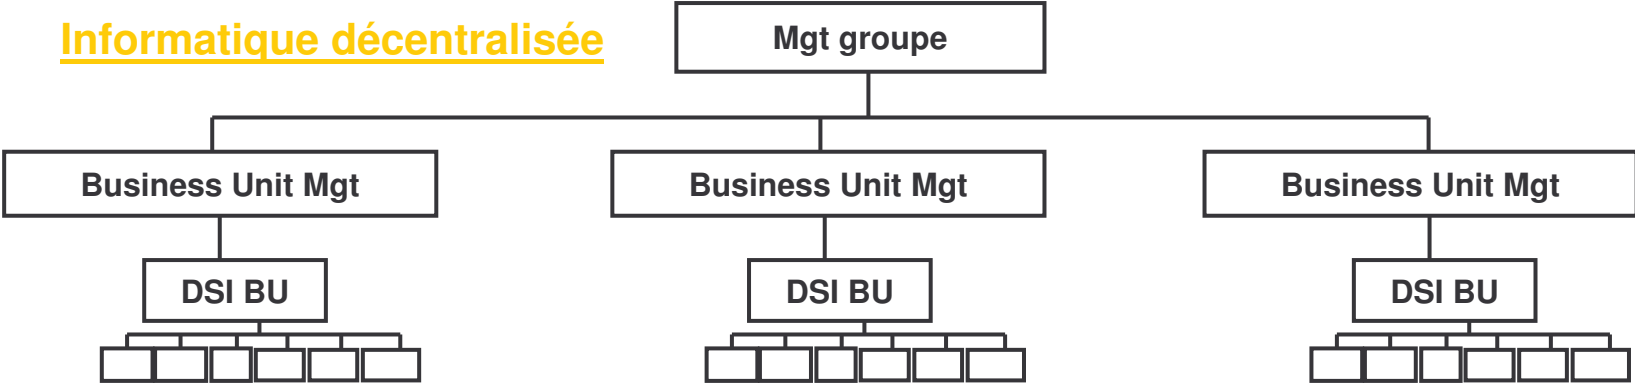 Informatique décentralisée
Mgt groupe
Business Unit Mgt
Business Unit Mgt
Business Unit Mgt
DSI BU
DSI BU
DSI BU